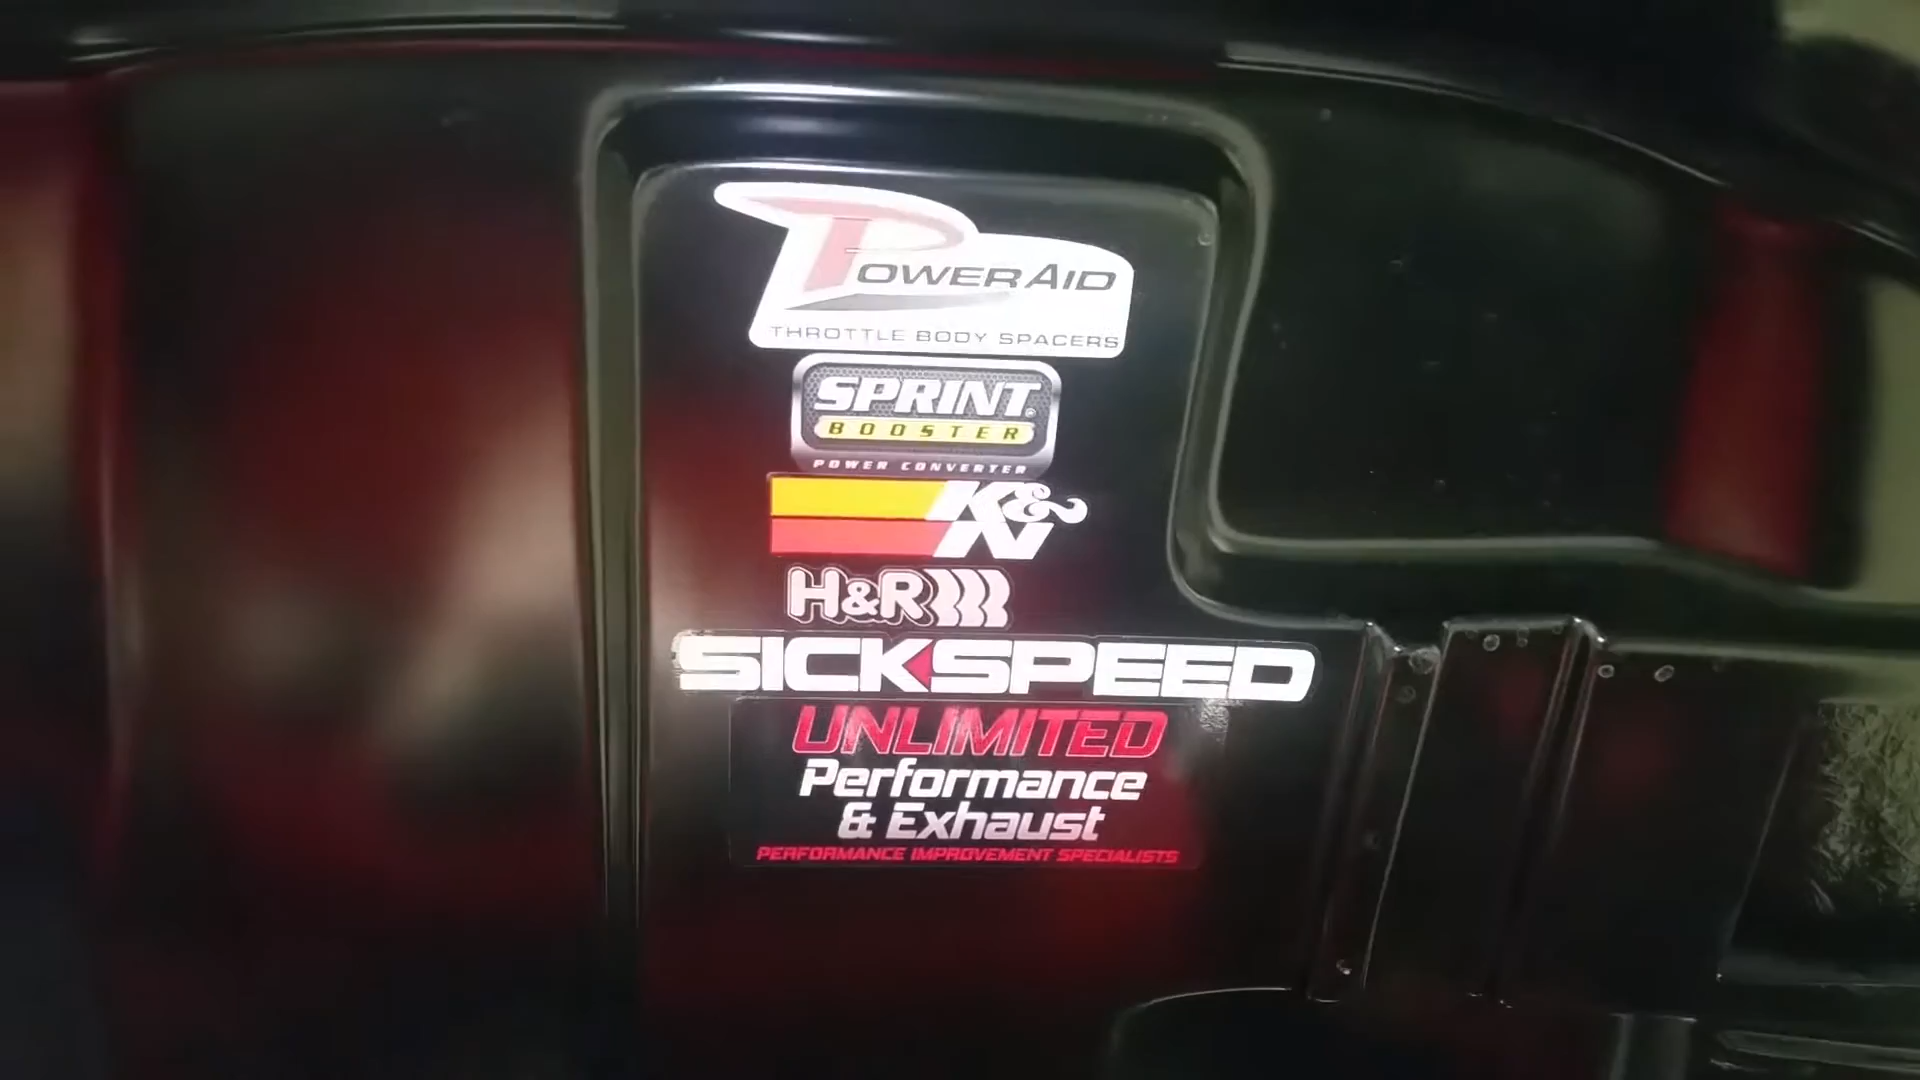 POWERAID
THROTTLE BODY SPACERS
SPRINT®
BOOSTER
POWER CONVERTER
K&N
H&R
SICKSPEED
UNLIMITED
Performance
& Exhaust
PERFORMANCE IMPROVEMENT SPECIALISTS